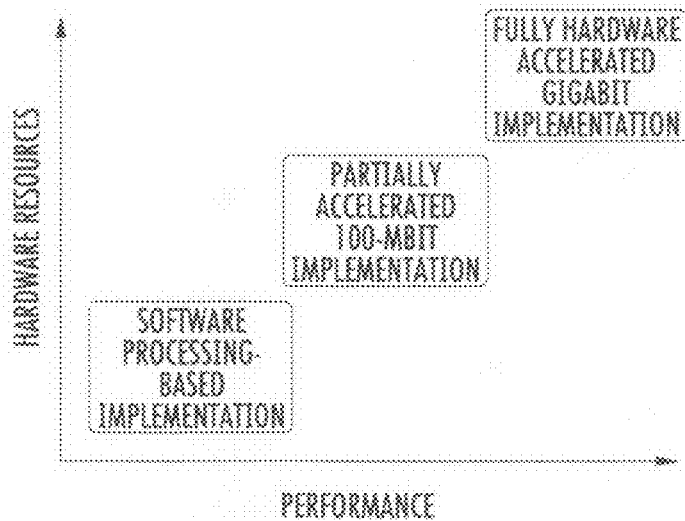 FULLY HARDWARE
ACCELERATED
GIGABIT
IMPLEMENTATION
PARTIALLY
ACCELERATED
100-MBIT
IMPLEMENTATION
SOFTWARE
PROCESSING-
BASED
IMPLEMENTATION
HARDWARE RESOURCES
PERFORMANCE